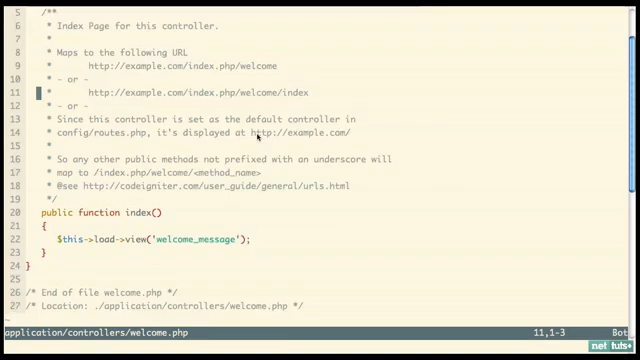 5 /**
6 * Index Page for this controller.
7 *
8 * Maps to the following URL
9 * http://example.com/index.php/welcome
10 * - or -
11 * http://example.com/index.php/welcome/index
12 * - or -
13 * Since this controller is set as the default controller in
14 * config/routes.php, it's displayed at http://example.com/
15 *
16 * So any other public methods not prefixed with an underscore will
17 * map to /index.php/welcome/<method_name>
18 * @see http://codeigniter.com/user_guide/general/urls.html
19 */
20 public function index()
21 {
22 $this->load->view('welcome_message');
23 }
24 }
25
26 /* End of file welcome.php */
27 /* Location: ./application/controllers/welcome.php */
~
application/controllers/welcome.php 11,1-3 Bot
net tuts+